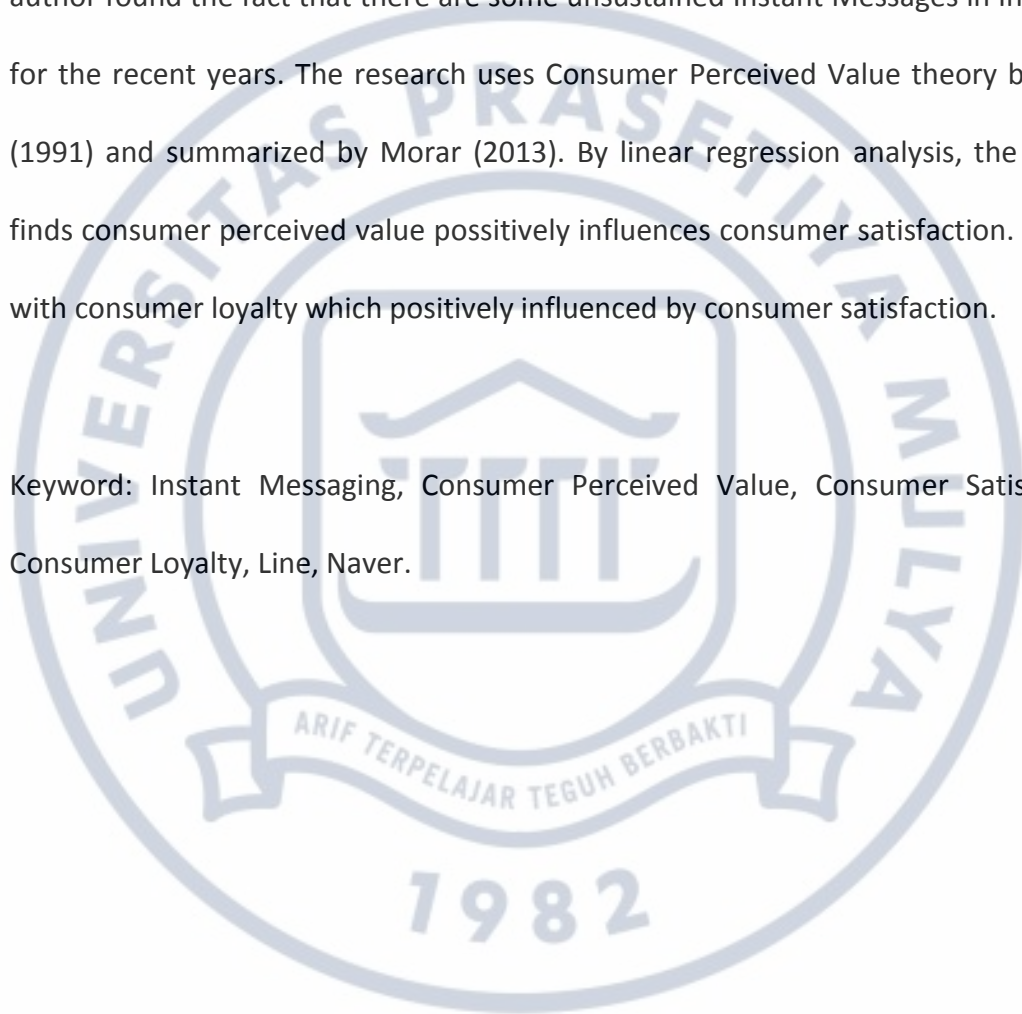 author found the fact that there are some unsustained Instant Messages in
for the recent years. The research uses Consumer Perceived Value theory
(1991) and summarized by Morar (2013). By linear regression analysis, the
finds consumer perceived value possitively influences consumer satisfaction.
with consumer loyalty which positively influenced by consumer satisfaction.
Keyword: Instant Messaging, Consumer Perceived Value, Consumer
Consumer Loyalty, Line, Naver.
UNIVERSITAS PRASETIYA MULYA
ARIF TERPELAJAR TEGUH BERBAKTI
1982